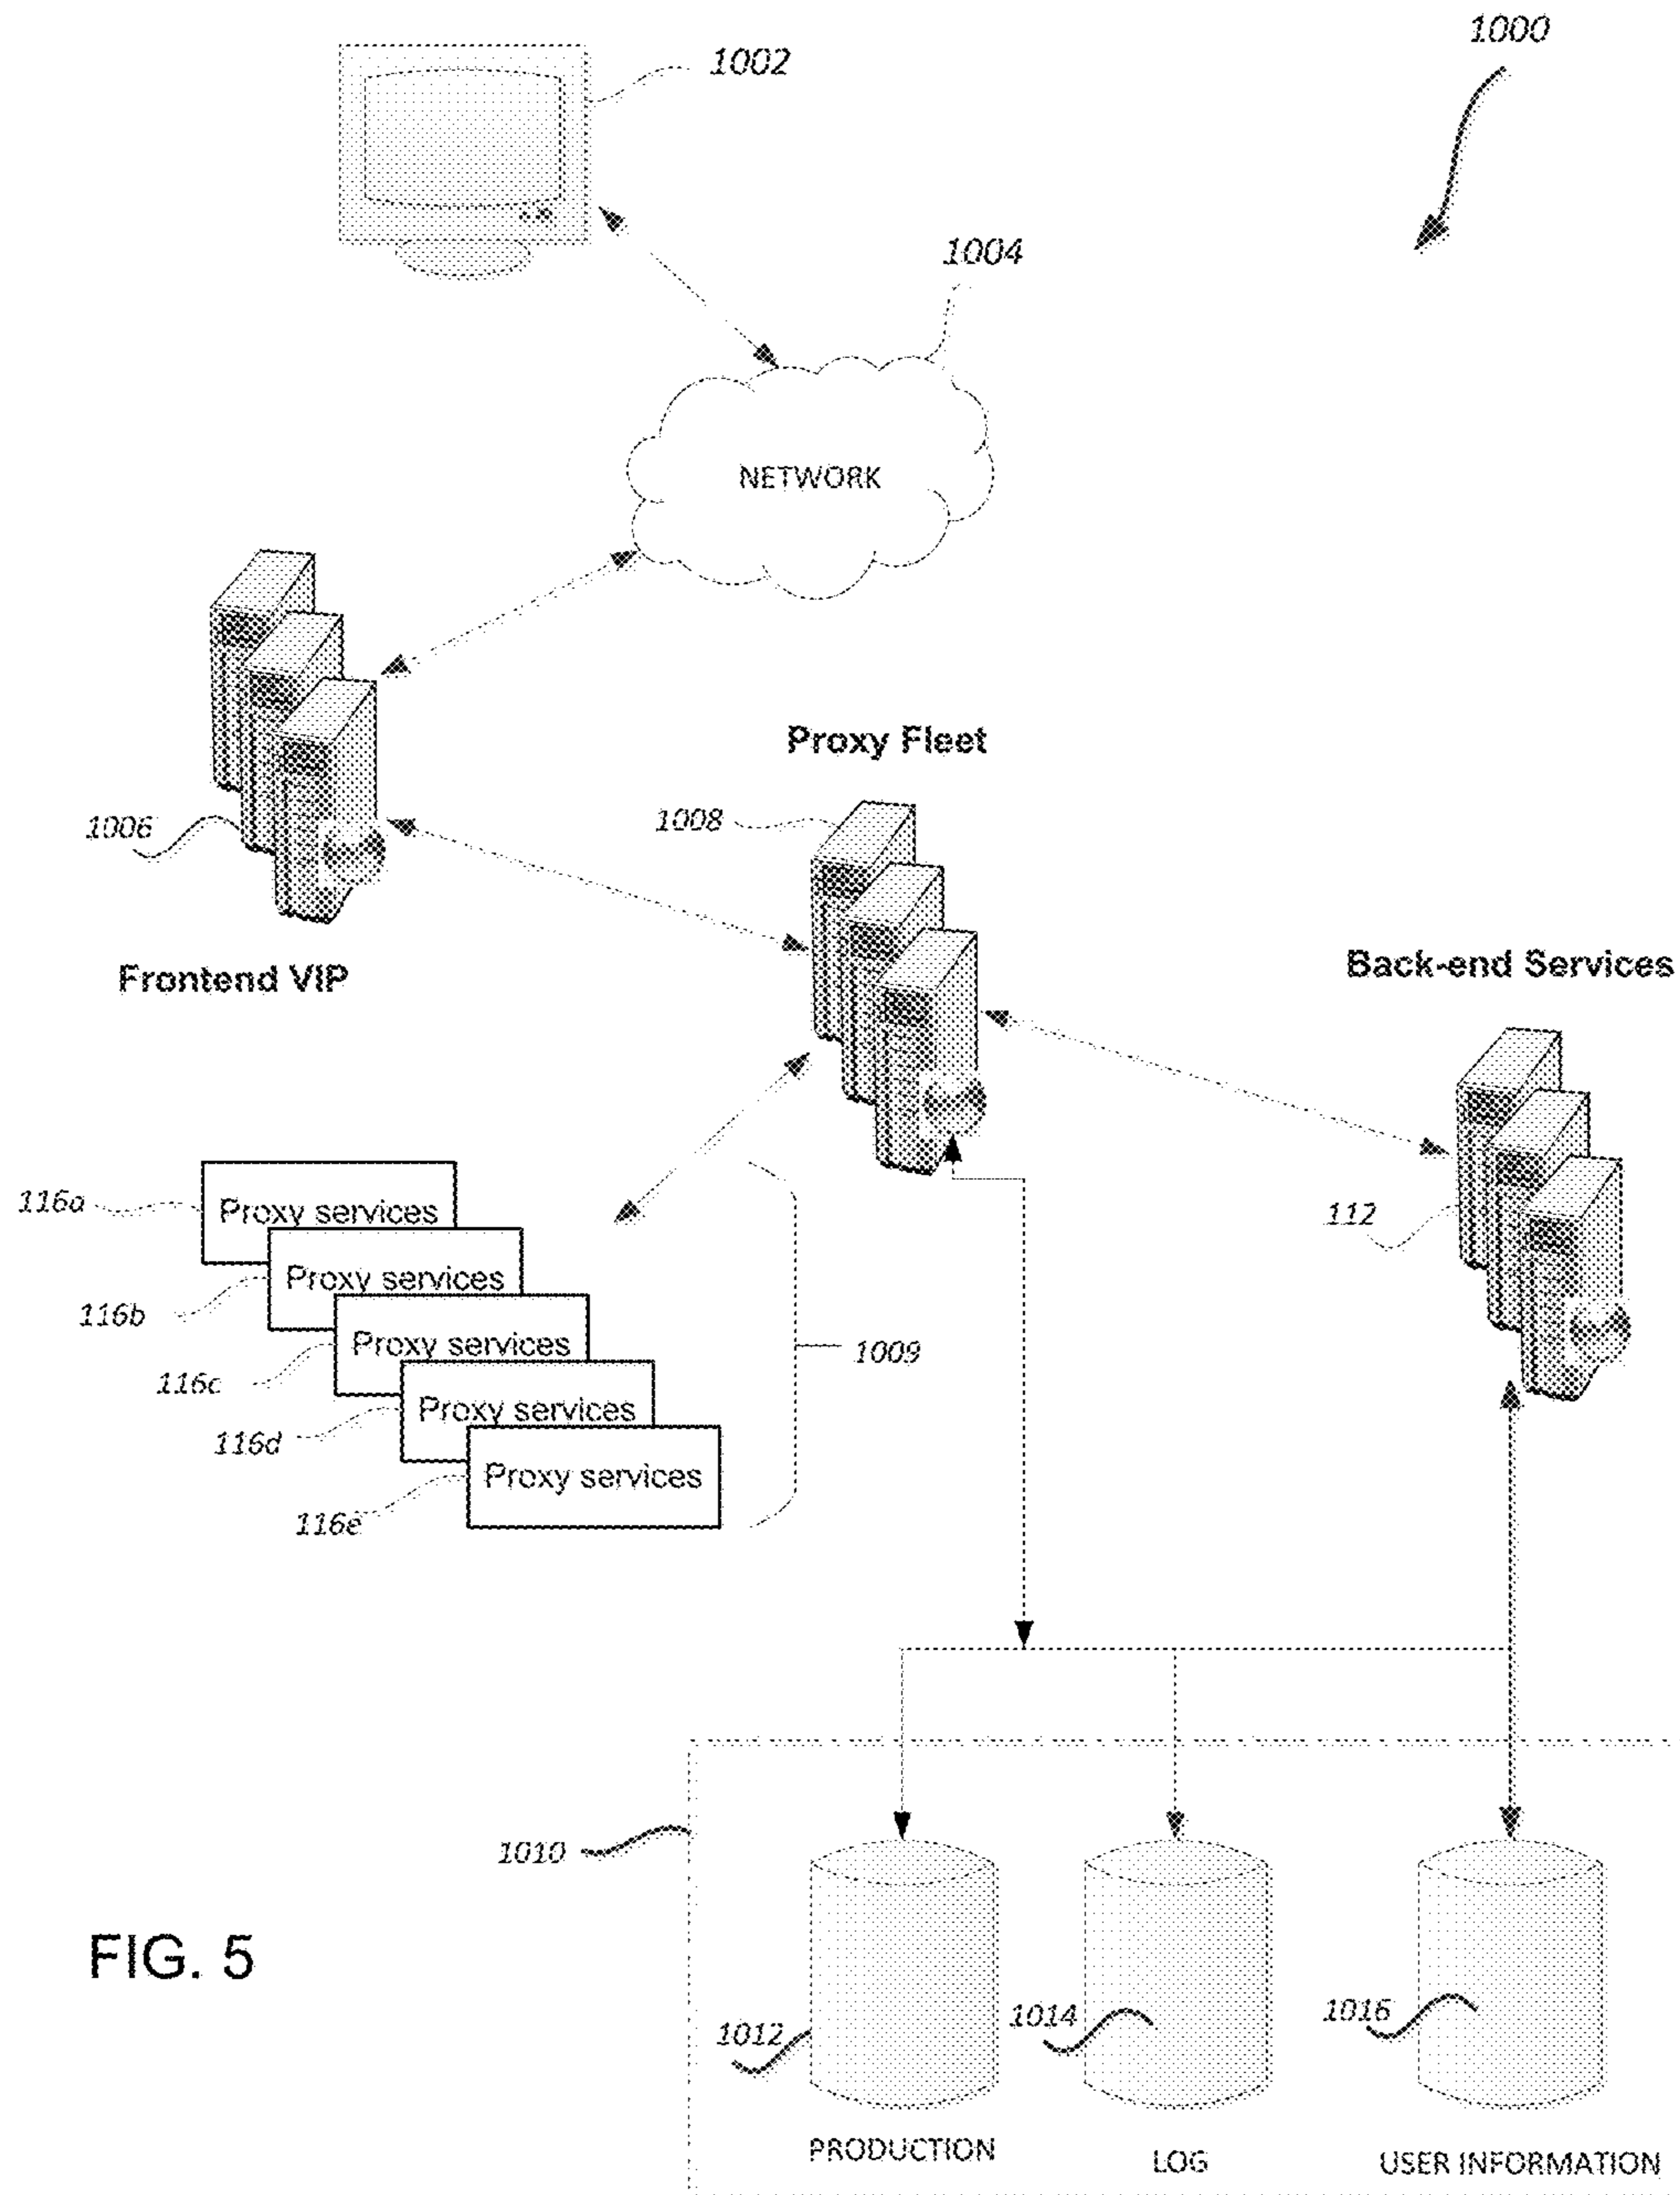 1000
1002
1004
NETWORK
Proxy Fleet
1006
1008
Frontend VIP
Back-end Services
116a
Proxy services
112
116b
Proxy services
116c
Proxy services
1009
116d
Proxy services
116e
Proxy services
1010
FIG. 5
1012
1014
1016
PRODUCTION
LOG
USER INFORMATION